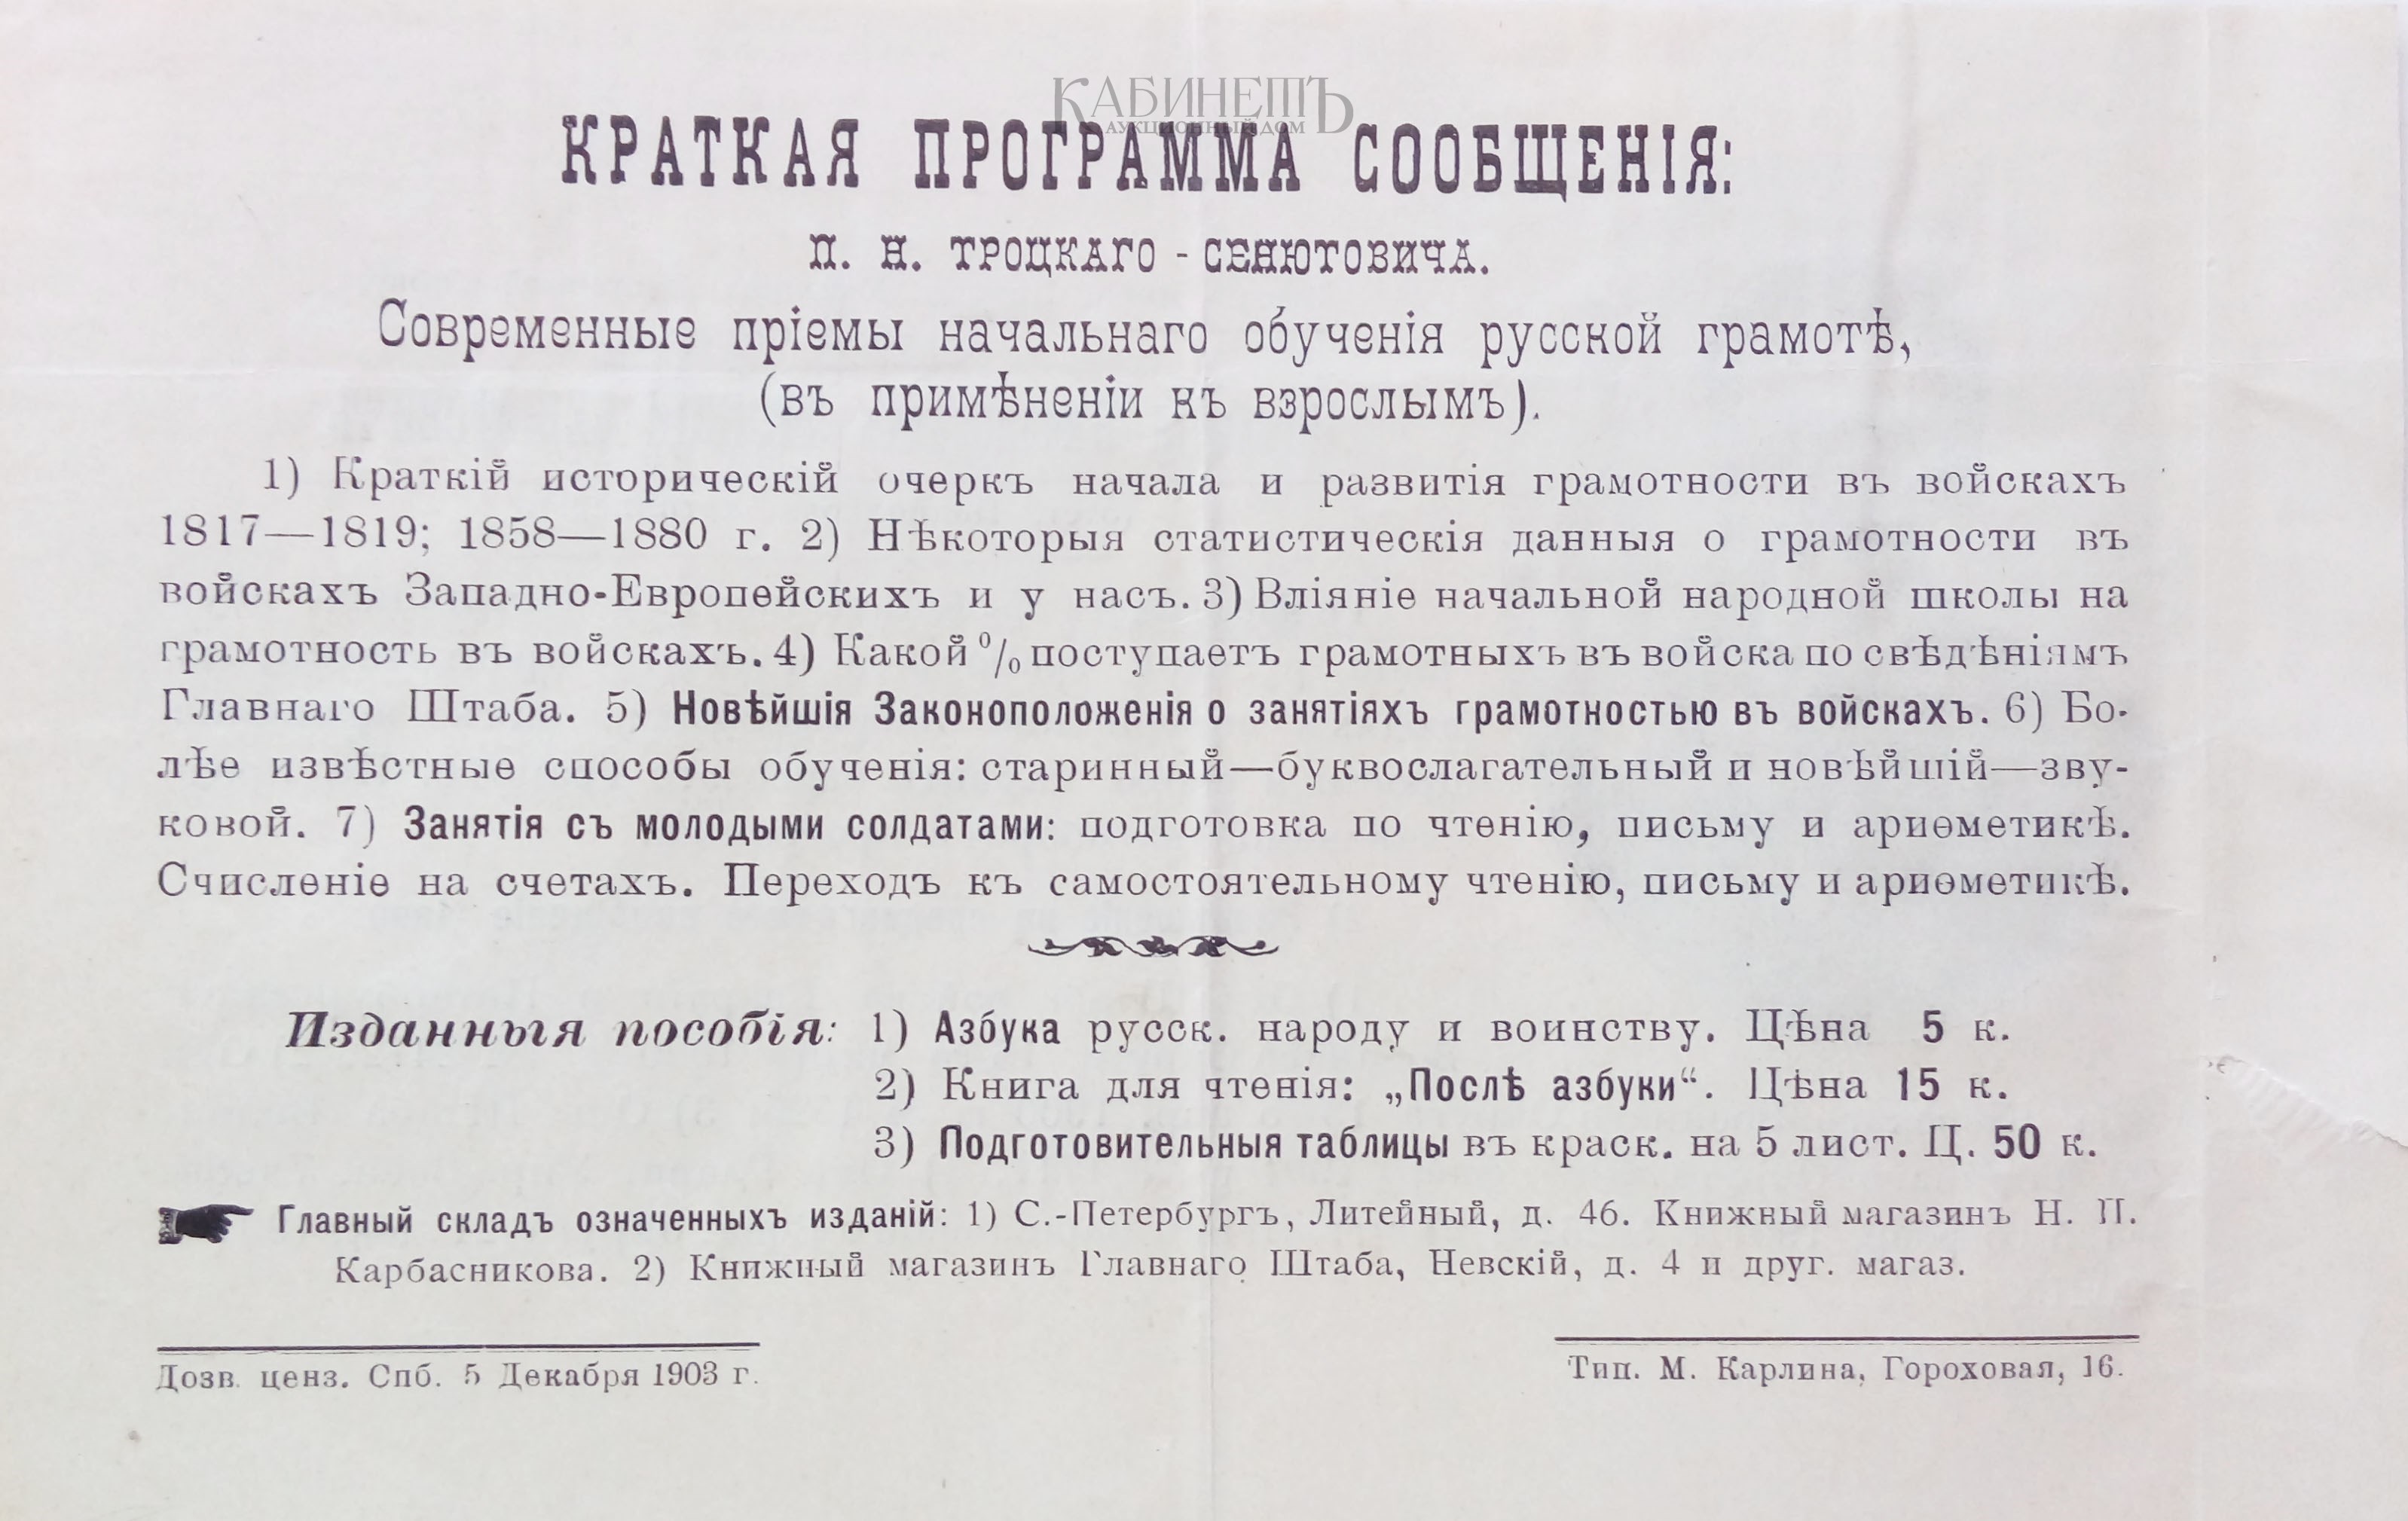 КАБИНЕТЪ
АУКЦИОННЫЙ ДОМ
КРАТКАЯ ПРОГРАММА СООБЩЕНІЯ:
П. Н. ТРОЦКАГО - СЕНЮТОВИЧА.
Современные пріемы начальнаго обученія русской грамотѣ,
(въ примѣненіи къ взрослымъ).
1) Краткій историческій очеркъ начала и развитія грамотности въ войскахъ
1817—1819; 1858—1880 г. 2) Нѣкоторыя статистическія данныя о грамотности въ
войскахъ Западно-Европейскихъ и у насъ. 3) Вліяніе начальной народной школы на
грамотность въ войскахъ. 4) Какой % поступаетъ грамотныхъ въ войска по свѣдѣніямъ
Главнаго Штаба. 5) Новѣйшія Законоположенія о занятіяхъ грамотностью въ войскахъ. 6) Бо-
лѣе извѣстные способы обученія: старинный—буквослагательный и новѣйшій—зву-
ковой. 7) Занятія съ молодыми солдатами: подготовка по чтенію, письму и ариѳметикѣ.
Счисленіе на счетахъ. Переходъ къ самостоятельному чтенію, письму и ариѳметикѣ.
Изданныя пособія: 1) Азбука русск. народу и воинству. Цѣна 5 к.
2) Книга для чтенія: „Послѣ азбуки“. Цѣна 15 к.
3) Подготовительныя таблицы въ краск. на 5 лист. Ц. 50 к.
Главный складъ означенныхъ изданій: 1) С.-Петербургъ, Литейный, д. 46. Книжный магазинъ Н. П.
Карбасникова. 2) Книжный магазинъ Главнаго Штаба, Невскій, д. 4 и друг. магаз.
Дозв. ценз. Спб. 5 Декабря 1903 г.
Тип. М. Карлина, Гороховая, 16.